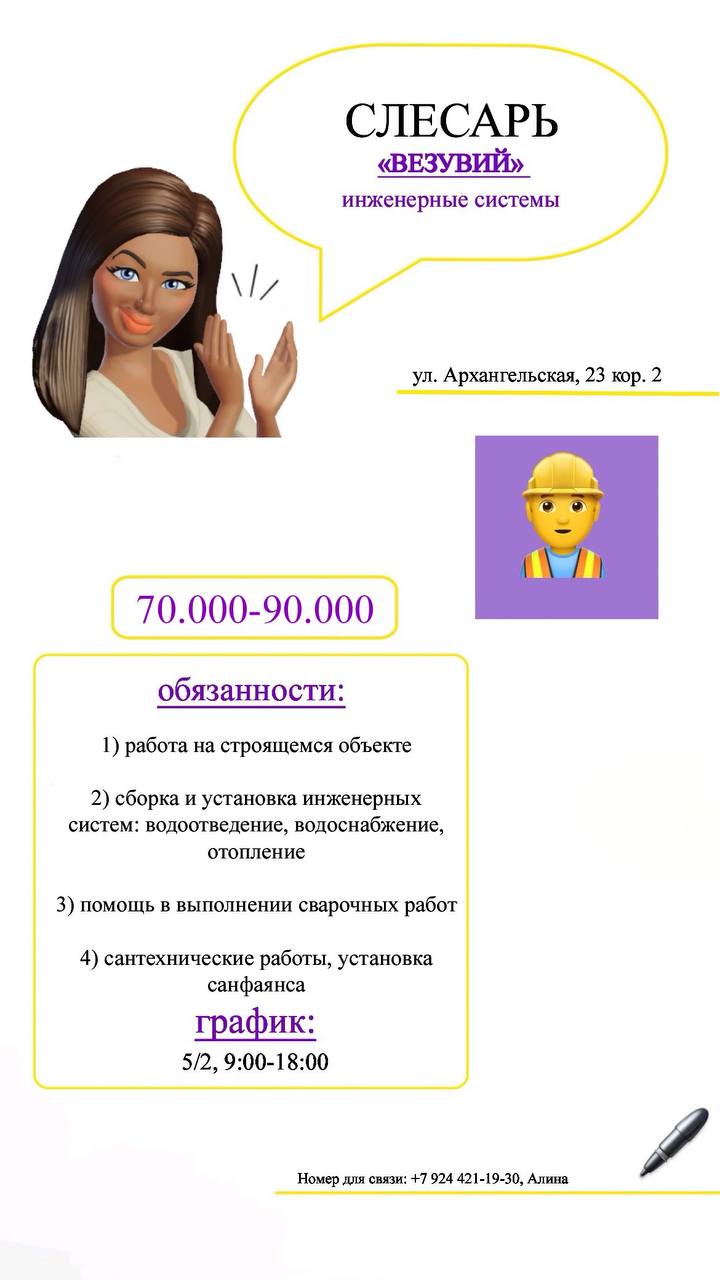 СЛЕСАРЬ
«ВЕЗУВИЙ»
инженерные системы
ул. Архангельская, 23 кор. 2
70.000-90.000
обязанности:
1) работа на строящемся объекте
2) сборка и установка инженерных
систем: водоотведение, водоснабжение,
отопление
3) помощь в выполнении сварочных работ
4) сантехнические работы, установка
санфаянса
график:
5/2, 9:00-18:00
Номер для связи: +7 924 421-19-30, Алина